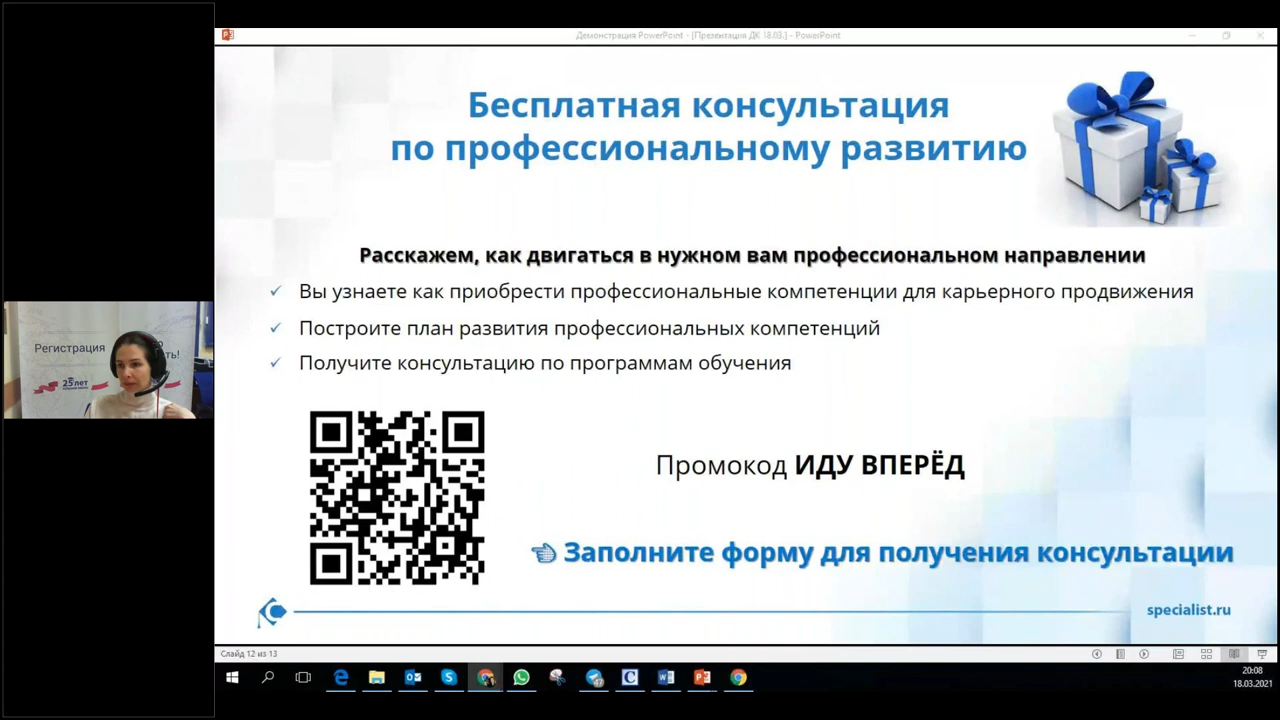 Демонстрация PowerPoint - [Презентация ДК 18.03.] - PowerPoint
Бесплатная консультация
по профессиональному развитию
Расскажем, как двигаться в нужном вам профессиональном направлении
Вы узнаете как приобрести профессиональные компетенции для карьерного продвижения
Построите план развития профессиональных компетенций
Получите консультацию по программам обучения
Регистрация
25 лет
Промокод ИДУ ВПЕРЁД
Заполните форму для получения консультации
specialist.ru
Слайд 12 из 13
20:08
18.03.2021